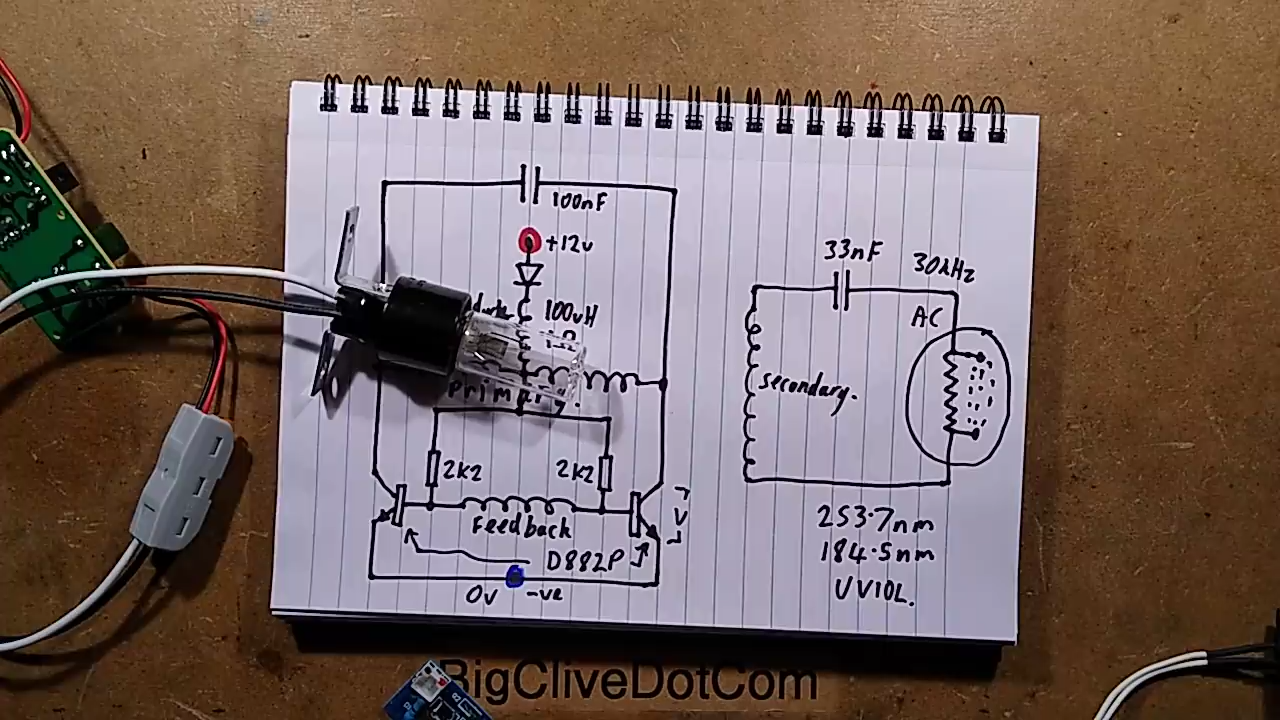 100nF
+12v
100uH
1Ω
Primary.
2k2
2k2
Feedback
D882P
0v -ve
33nF
30kHz
AC
Secondary.
253.7nm
184.5nm
UV10L.
BigCliveDotCom